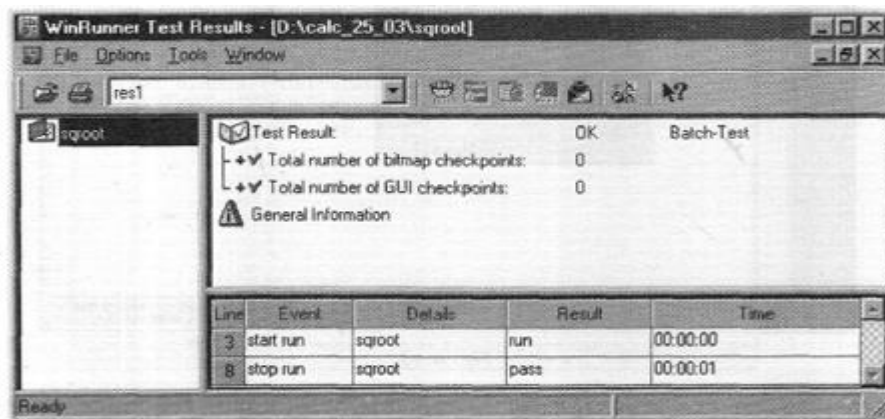 WinRunner Test Results - [D:\calc_25_03\sqroot]
File Options Tools Window
res1
sqroot
Test Result: OK Batch-Test
Total number of bitmap checkpoints: 0
Total number of GUI checkpoints: 0
General Information
Line Event Details Result Time
3 start run sqroot run 00:00:00
8 stop run sqroot pass 00:00:01
Ready